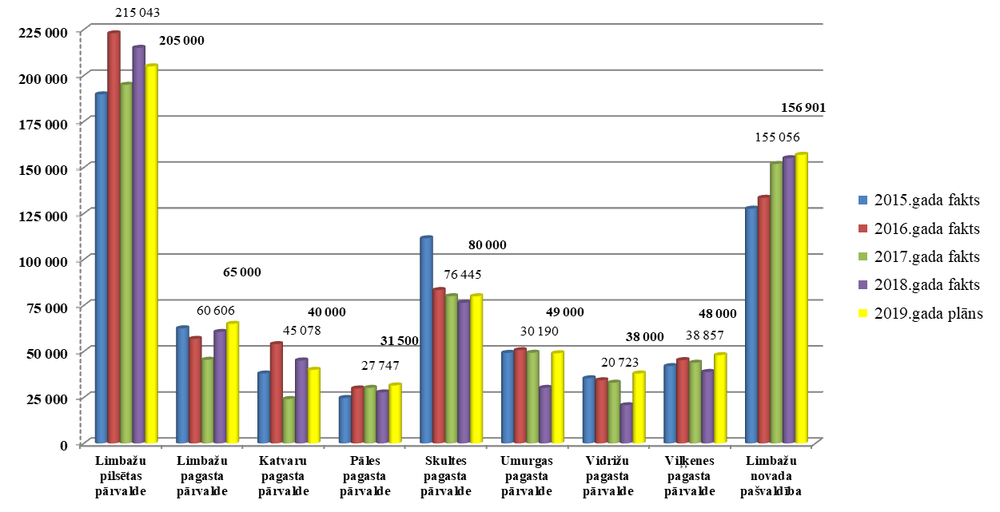 215 043
205 000
225 000
200 000
175 000
150 000
125 000
100 000
75 000
50 000
25 000
0
65 000
60 606
40 000
45 078
31 500
27 747
80 000
76 445
49 000
30 190
38 000
20 723
48 000
38 857
156 901
155 056
Limbažu
pilsētas
pārvalde
Limbažu
pagasta
pārvalde
Katvaru
pagasta
pārvalde
Pāles
pagasta
pārvalde
Skultes
pagasta
pārvalde
Umurgas
pagasta
pārvalde
Vidrižu
pagasta
pārvalde
Viļķenes
pagasta
pārvalde
Limbažu
novada
pašvaldība
2015.gada fakts
2016.gada fakts
2017.gada fakts
2018.gada fakts
2019.gada plāns